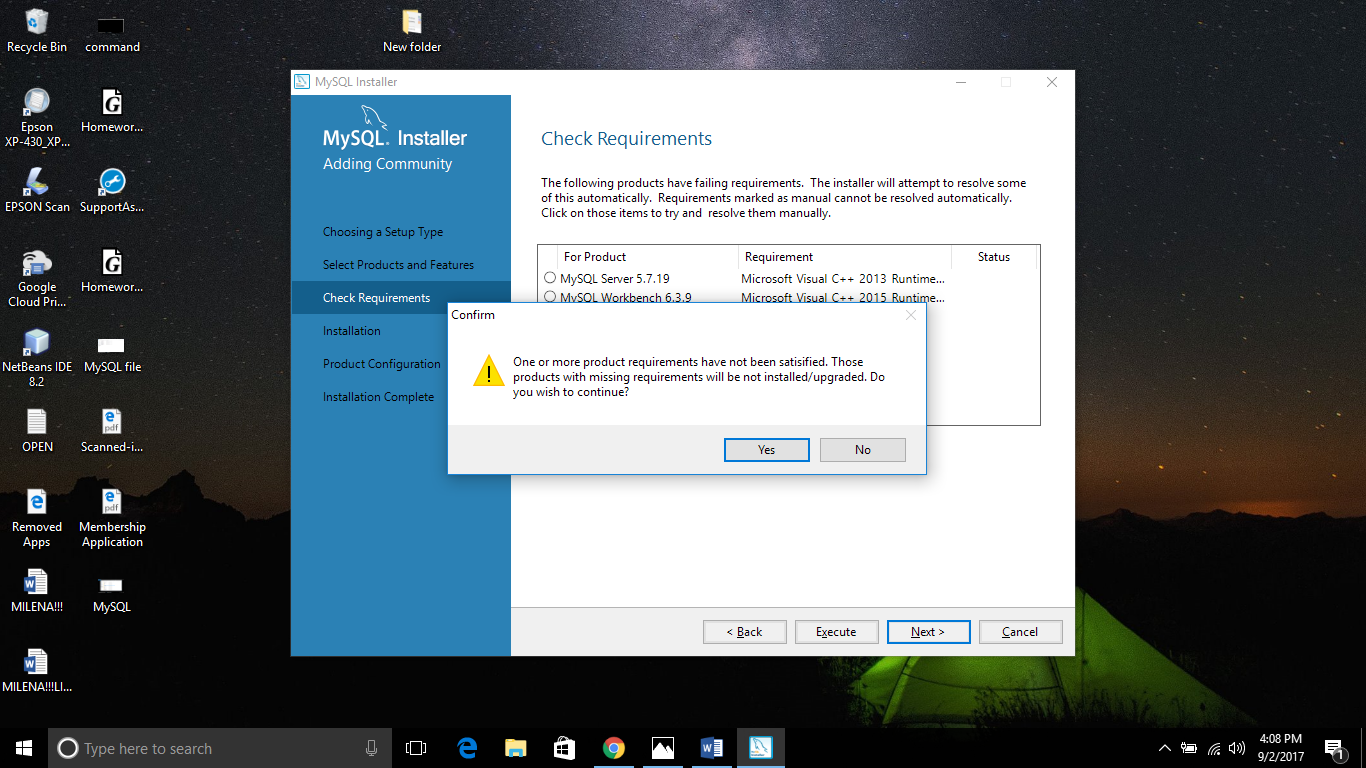 Recycle Bin
command
New folder
Epson
XP-430_XP...
Homewor...
EPSON Scan
SupportAs...
Google
Cloud Pri...
Homewor...
NetBeans IDE
8.2
MySQL file
OPEN
Scanned-i...
Removed
Apps
Membership
Application
MILENA!!!
MySQL
MILENA!!!LI...
MySQL Installer
MySQL. Installer
Adding Community
Choosing a Setup Type
Select Products and Features
Check Requirements
Installation
Product Configuration
Installation Complete
Check Requirements
The following products have failing requirements. The installer will attempt to resolve some
of this automatically. Requirements marked as manual cannot be resolved automatically.
Click on those items to try and resolve them manually.
For Product Requirement Status
MySQL Server 5.7.19 Microsoft Visual C++ 2013 Runtime...
MySQL Workbench 6.3.9 Microsoft Visual C++ 2015 Runtime...
Confirm
One or more product requirements have not been satisified. Those
products with missing requirements will be not installed/upgraded. Do
you wish to continue?
Yes No
< Back Execute Next > Cancel
Type here to search
4:08 PM
9/2/2017
1